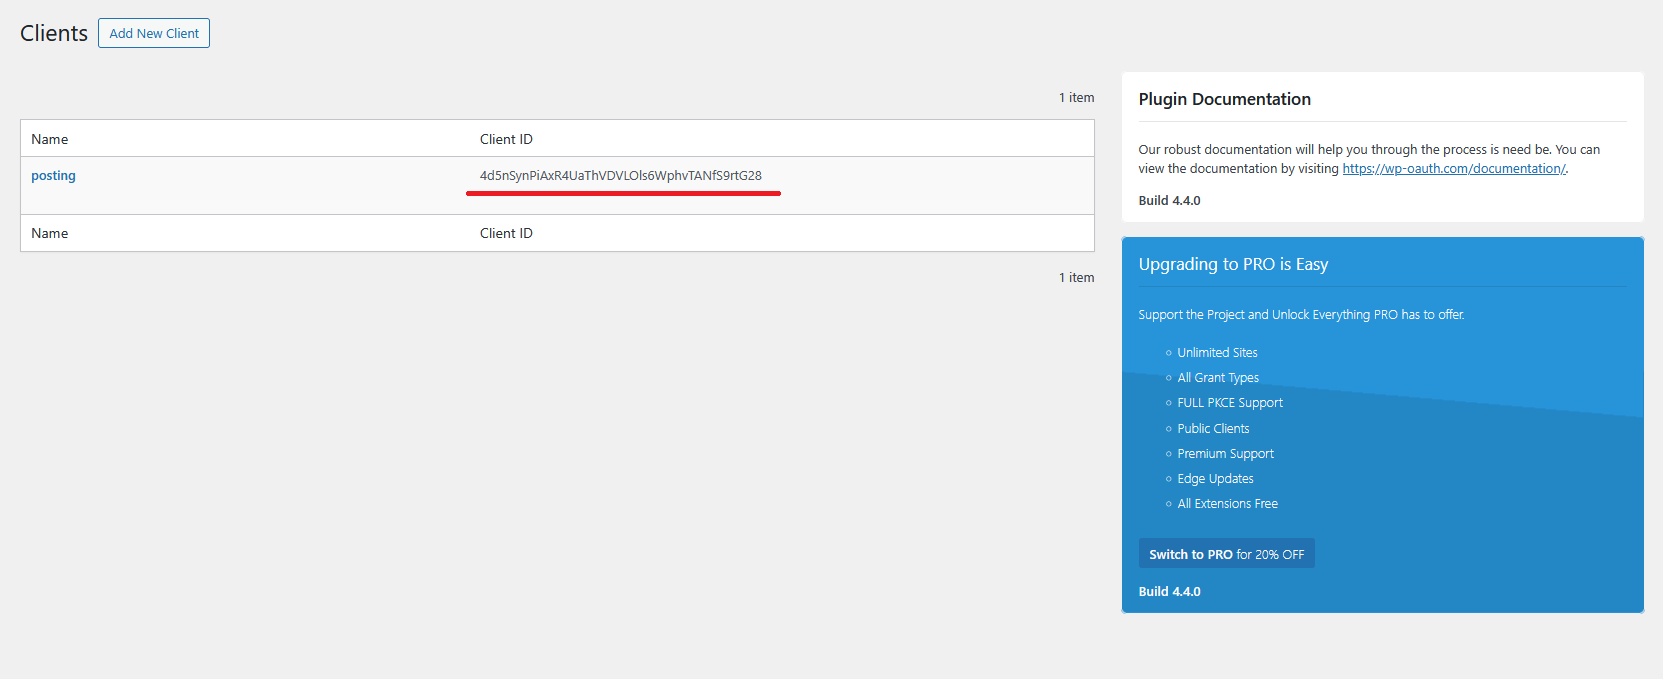 Clients
Add New Client
1 item
Name Client ID
posting 4d5nSynPiAxR4UaThVDVLOls6WphvTANfS9rtG28
Name Client ID
1 item
Plugin Documentation
Our robust documentation will help you through the process is need be. You can
view the documentation by visiting https://wp-oauth.com/documentation/.
Build 4.4.0
Upgrading to PRO is Easy
Support the Project and Unlock Everything PRO has to offer.
Unlimited Sites
All Grant Types
FULL PKCE Support
Public Clients
Premium Support
Edge Updates
All Extensions Free
Switch to PRO for 20% OFF
Build 4.4.0